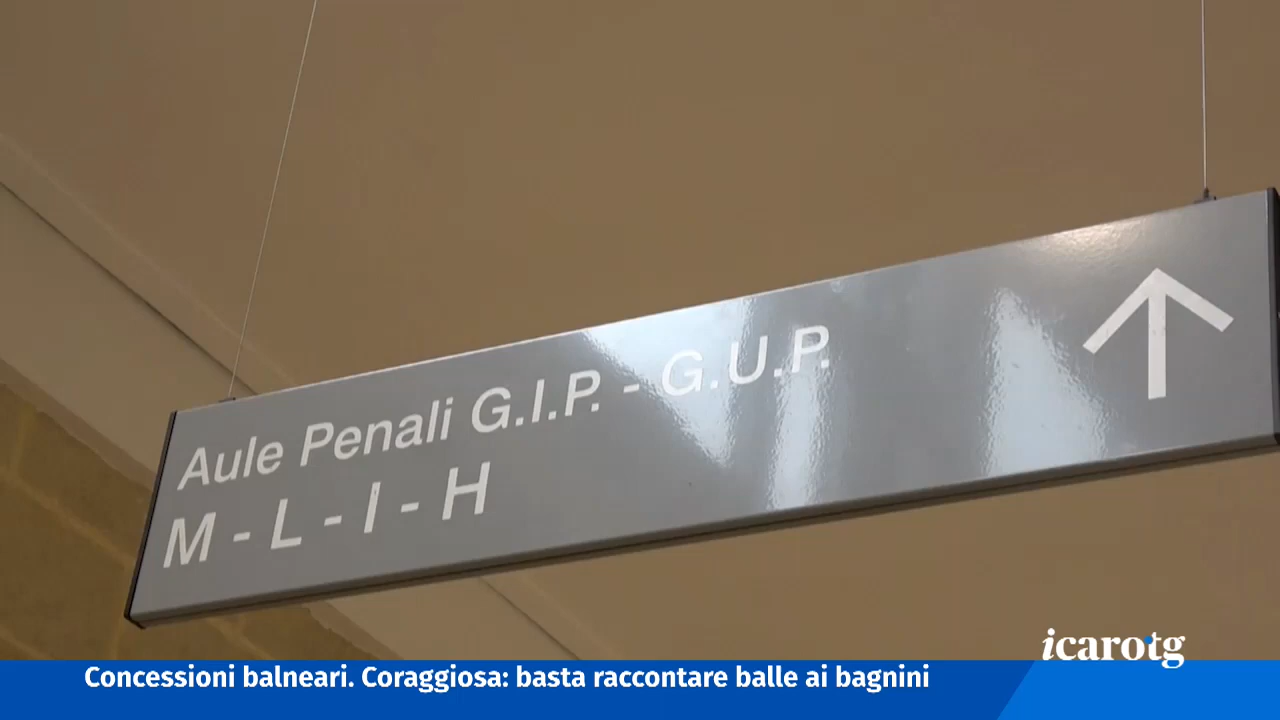 Aule Penali G.I.P. - G.U.P.
M - L - I - H
icarotg
Concessioni balneari. Coraggiosa: basta raccontare balle ai bagnini